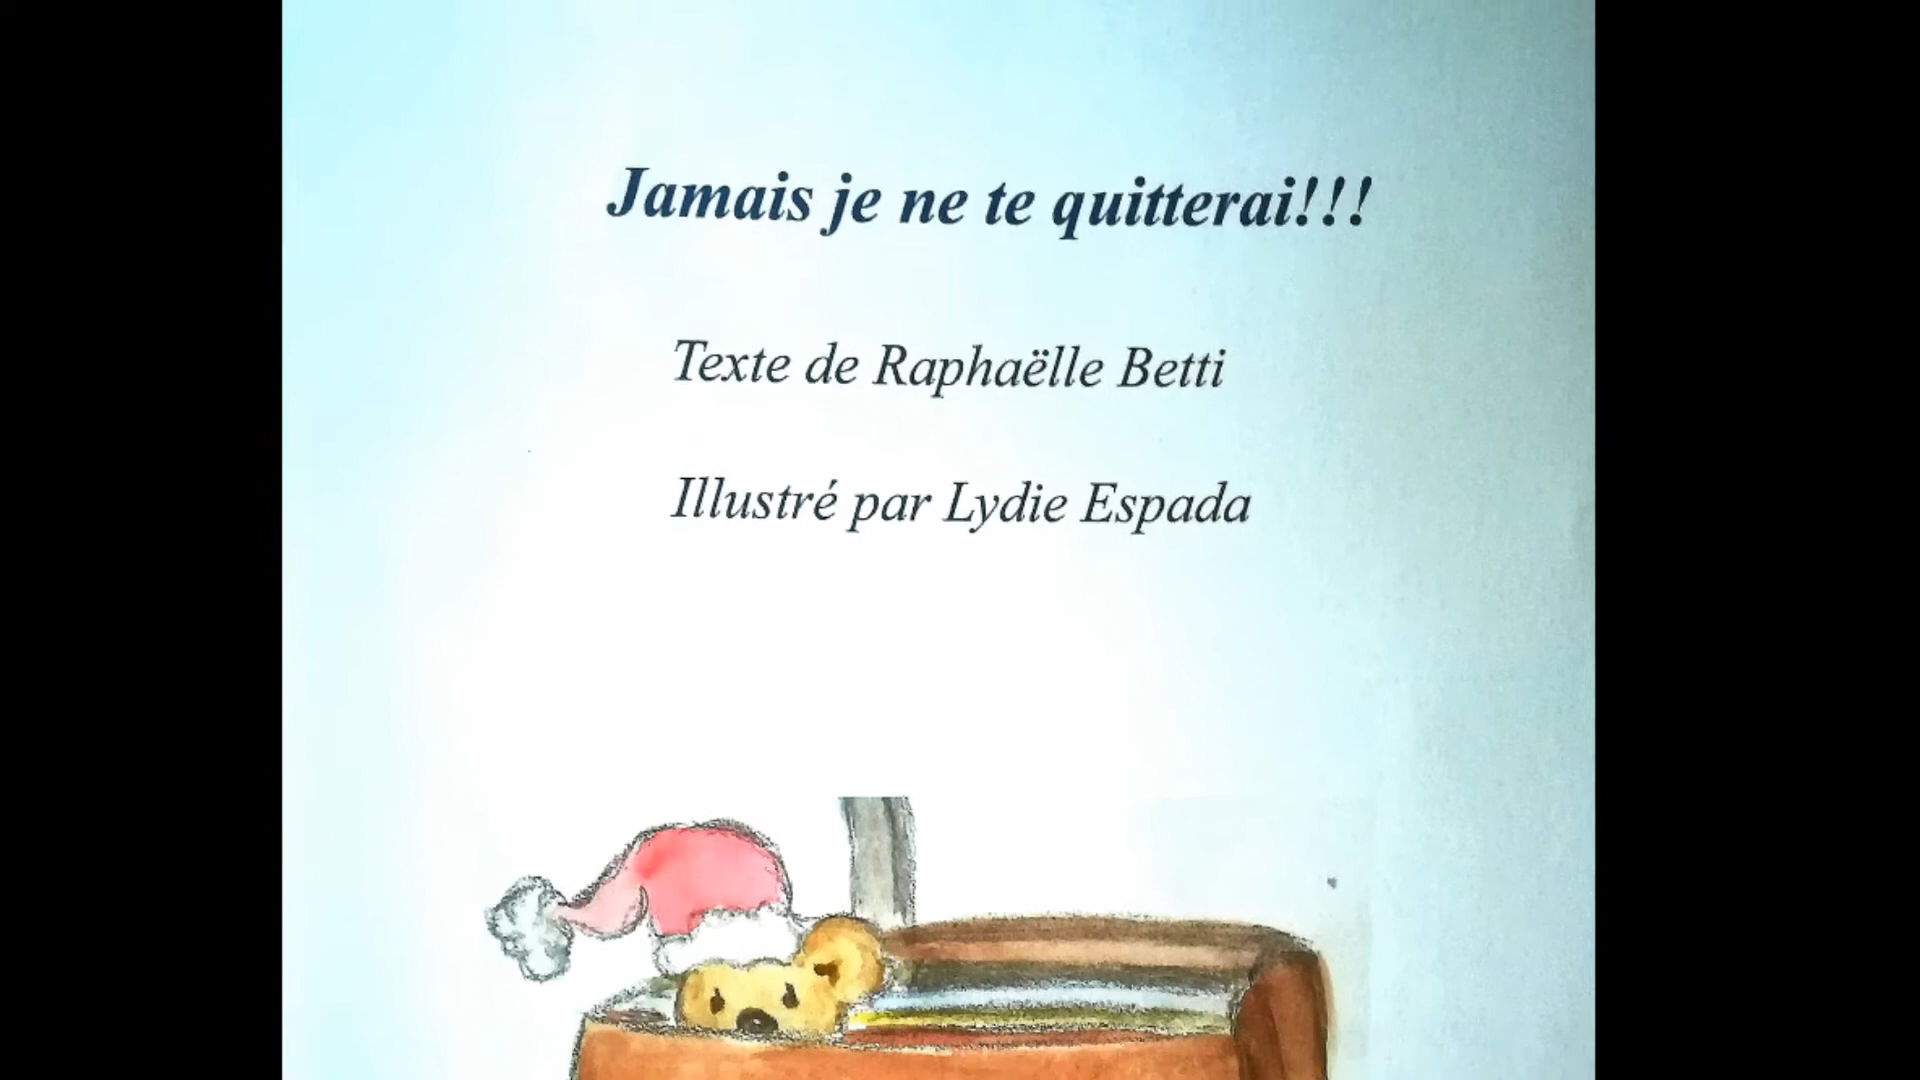 Jamais je ne te quitterai!!!
Texte de Raphaëlle Betti
Illustré par Lydie Espada